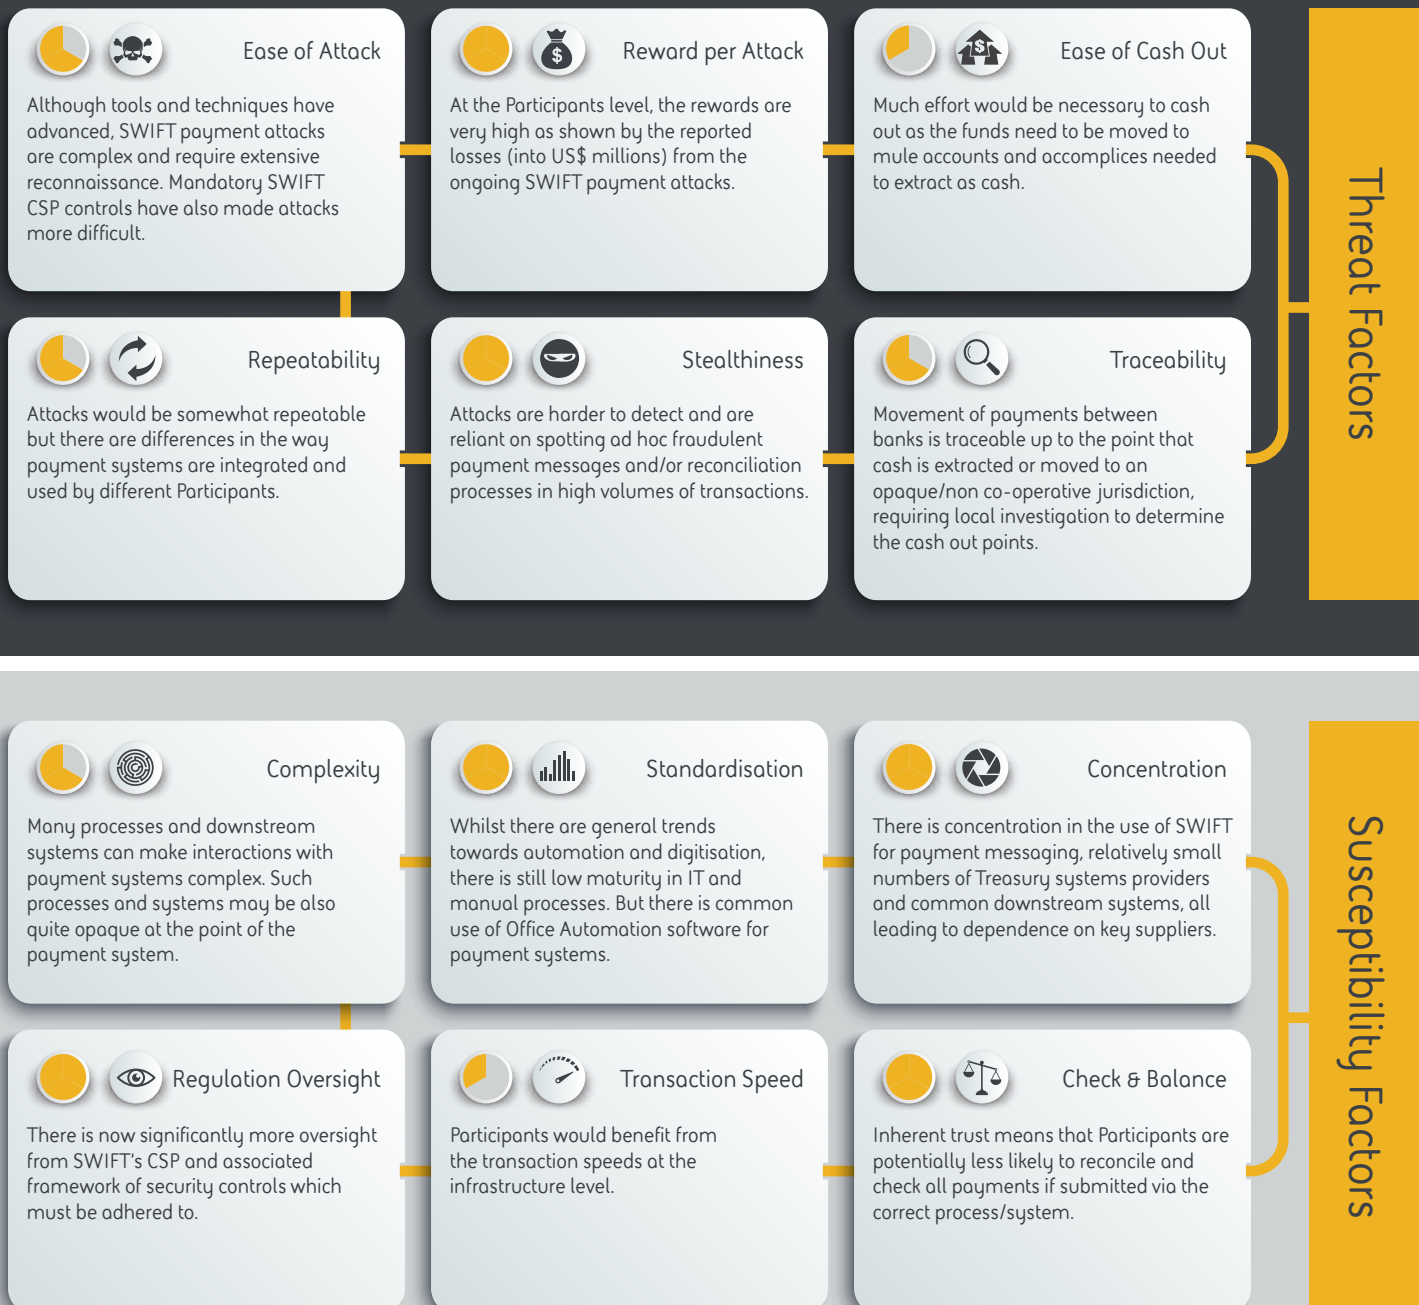 Ease of Attack
Although tools and techniques have
advanced, SWIFT payment attacks
are complex and require extensive
reconnaissance. Mandatory SWIFT
CSP controls have also made attacks
more difficult.
$
Reward per Attack
At the Participants level, the rewards are
very high as shown by the reported
losses (into US$ millions) from the
ongoing SWIFT payment attacks.
$
Ease of Cash Out
Much effort would be necessary to cash
out as the funds need to be moved to
mule accounts and accomplices needed
to extract as cash.
Repeatability
Attacks would be somewhat repeatable
but there are differences in the way
payment systems are integrated and
used by different Participants.
Stealthiness
Attacks are harder to detect and are
reliant on spotting ad hoc fraudulent
payment messages and/or reconciliation
processes in high volumes of transactions.
Traceability
Movement of payments between
banks is traceable up to the point that
cash is extracted or moved to an
opaque/non co-operative jurisdiction,
requiring local investigation to determine
the cash out points.
Threat Factors
Complexity
Many processes and downstream
systems can make interactions with
payment systems complex. Such
processes and systems may be also
quite opaque at the point of the
payment system.
Standardisation
Whilst there are general trends
towards automation and digitisation,
there is still low maturity in IT and
manual processes. But there is common
use of Office Automation software for
payment systems.
Concentration
There is concentration in the use of SWIFT
for payment messaging, relatively small
numbers of Treasury systems providers
and common downstream systems, all
leading to dependence on key suppliers.
Regulation Oversight
There is now significantly more oversight
from SWIFT's CSP and associated
framework of security controls which
must be adhered to.
Transaction Speed
Participants would benefit from
the transaction speeds at the
infrastructure level.
Check & Balance
Inherent trust means that Participants are
potentially less likely to reconcile and
check all payments if submitted via the
correct process/system.
Susceptibility Factors